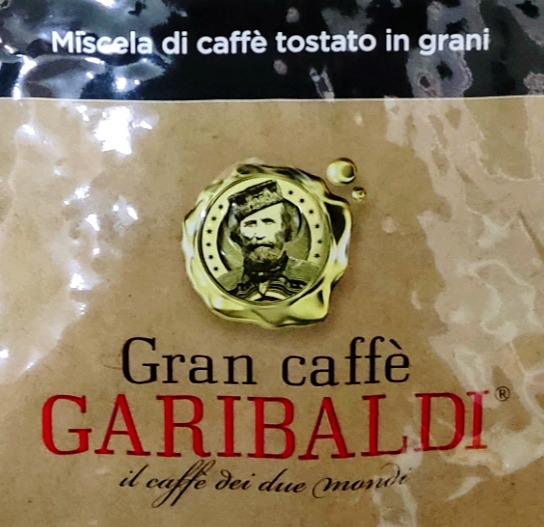 Miscela di caffè tostato in grani
Gran caffè
GARIBALDI®
il caffè dei due mondi